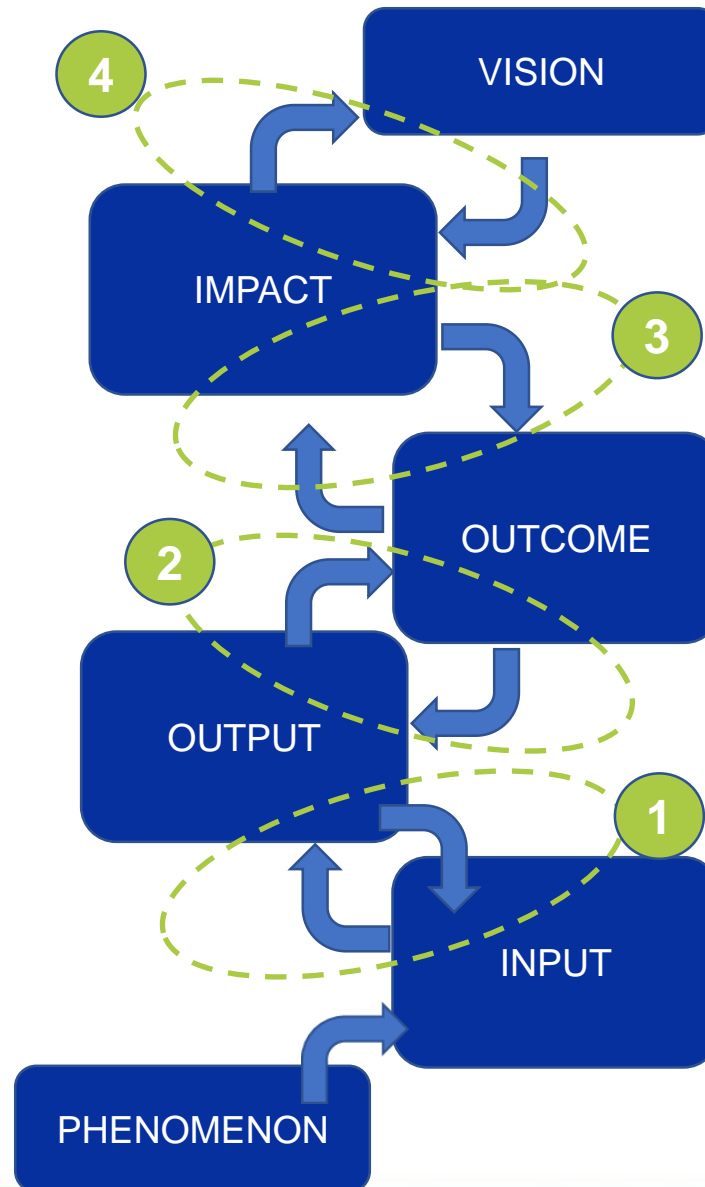 4
VISION
IMPACT
3
OUTCOME
2
OUTPUT
1
INPUT
PHENOMENON